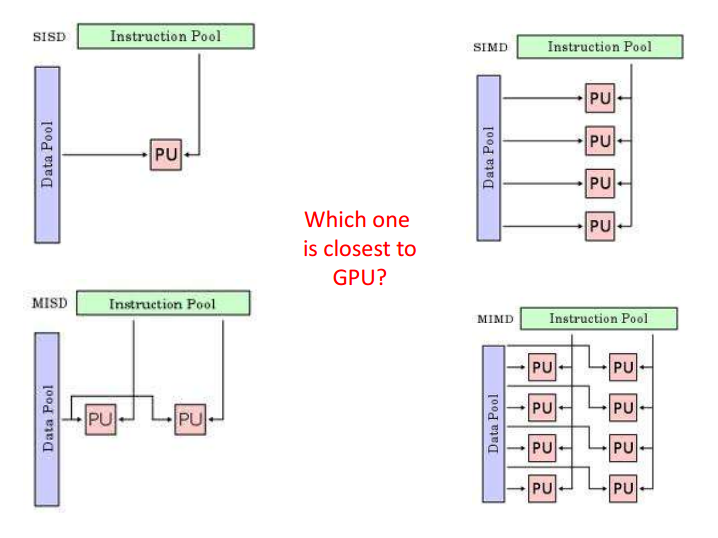 SISD
Instruction Pool
Data Pool
PU
SIMD
Instruction Pool
Data Pool
PU
PU
PU
PU
Which one
is closest to
GPU?
MISD
Instruction Pool
Data Pool
PU
PU
MIMD
Instruction Pool
Data Pool
PU
PU
PU
PU
PU
PU
PU
PU